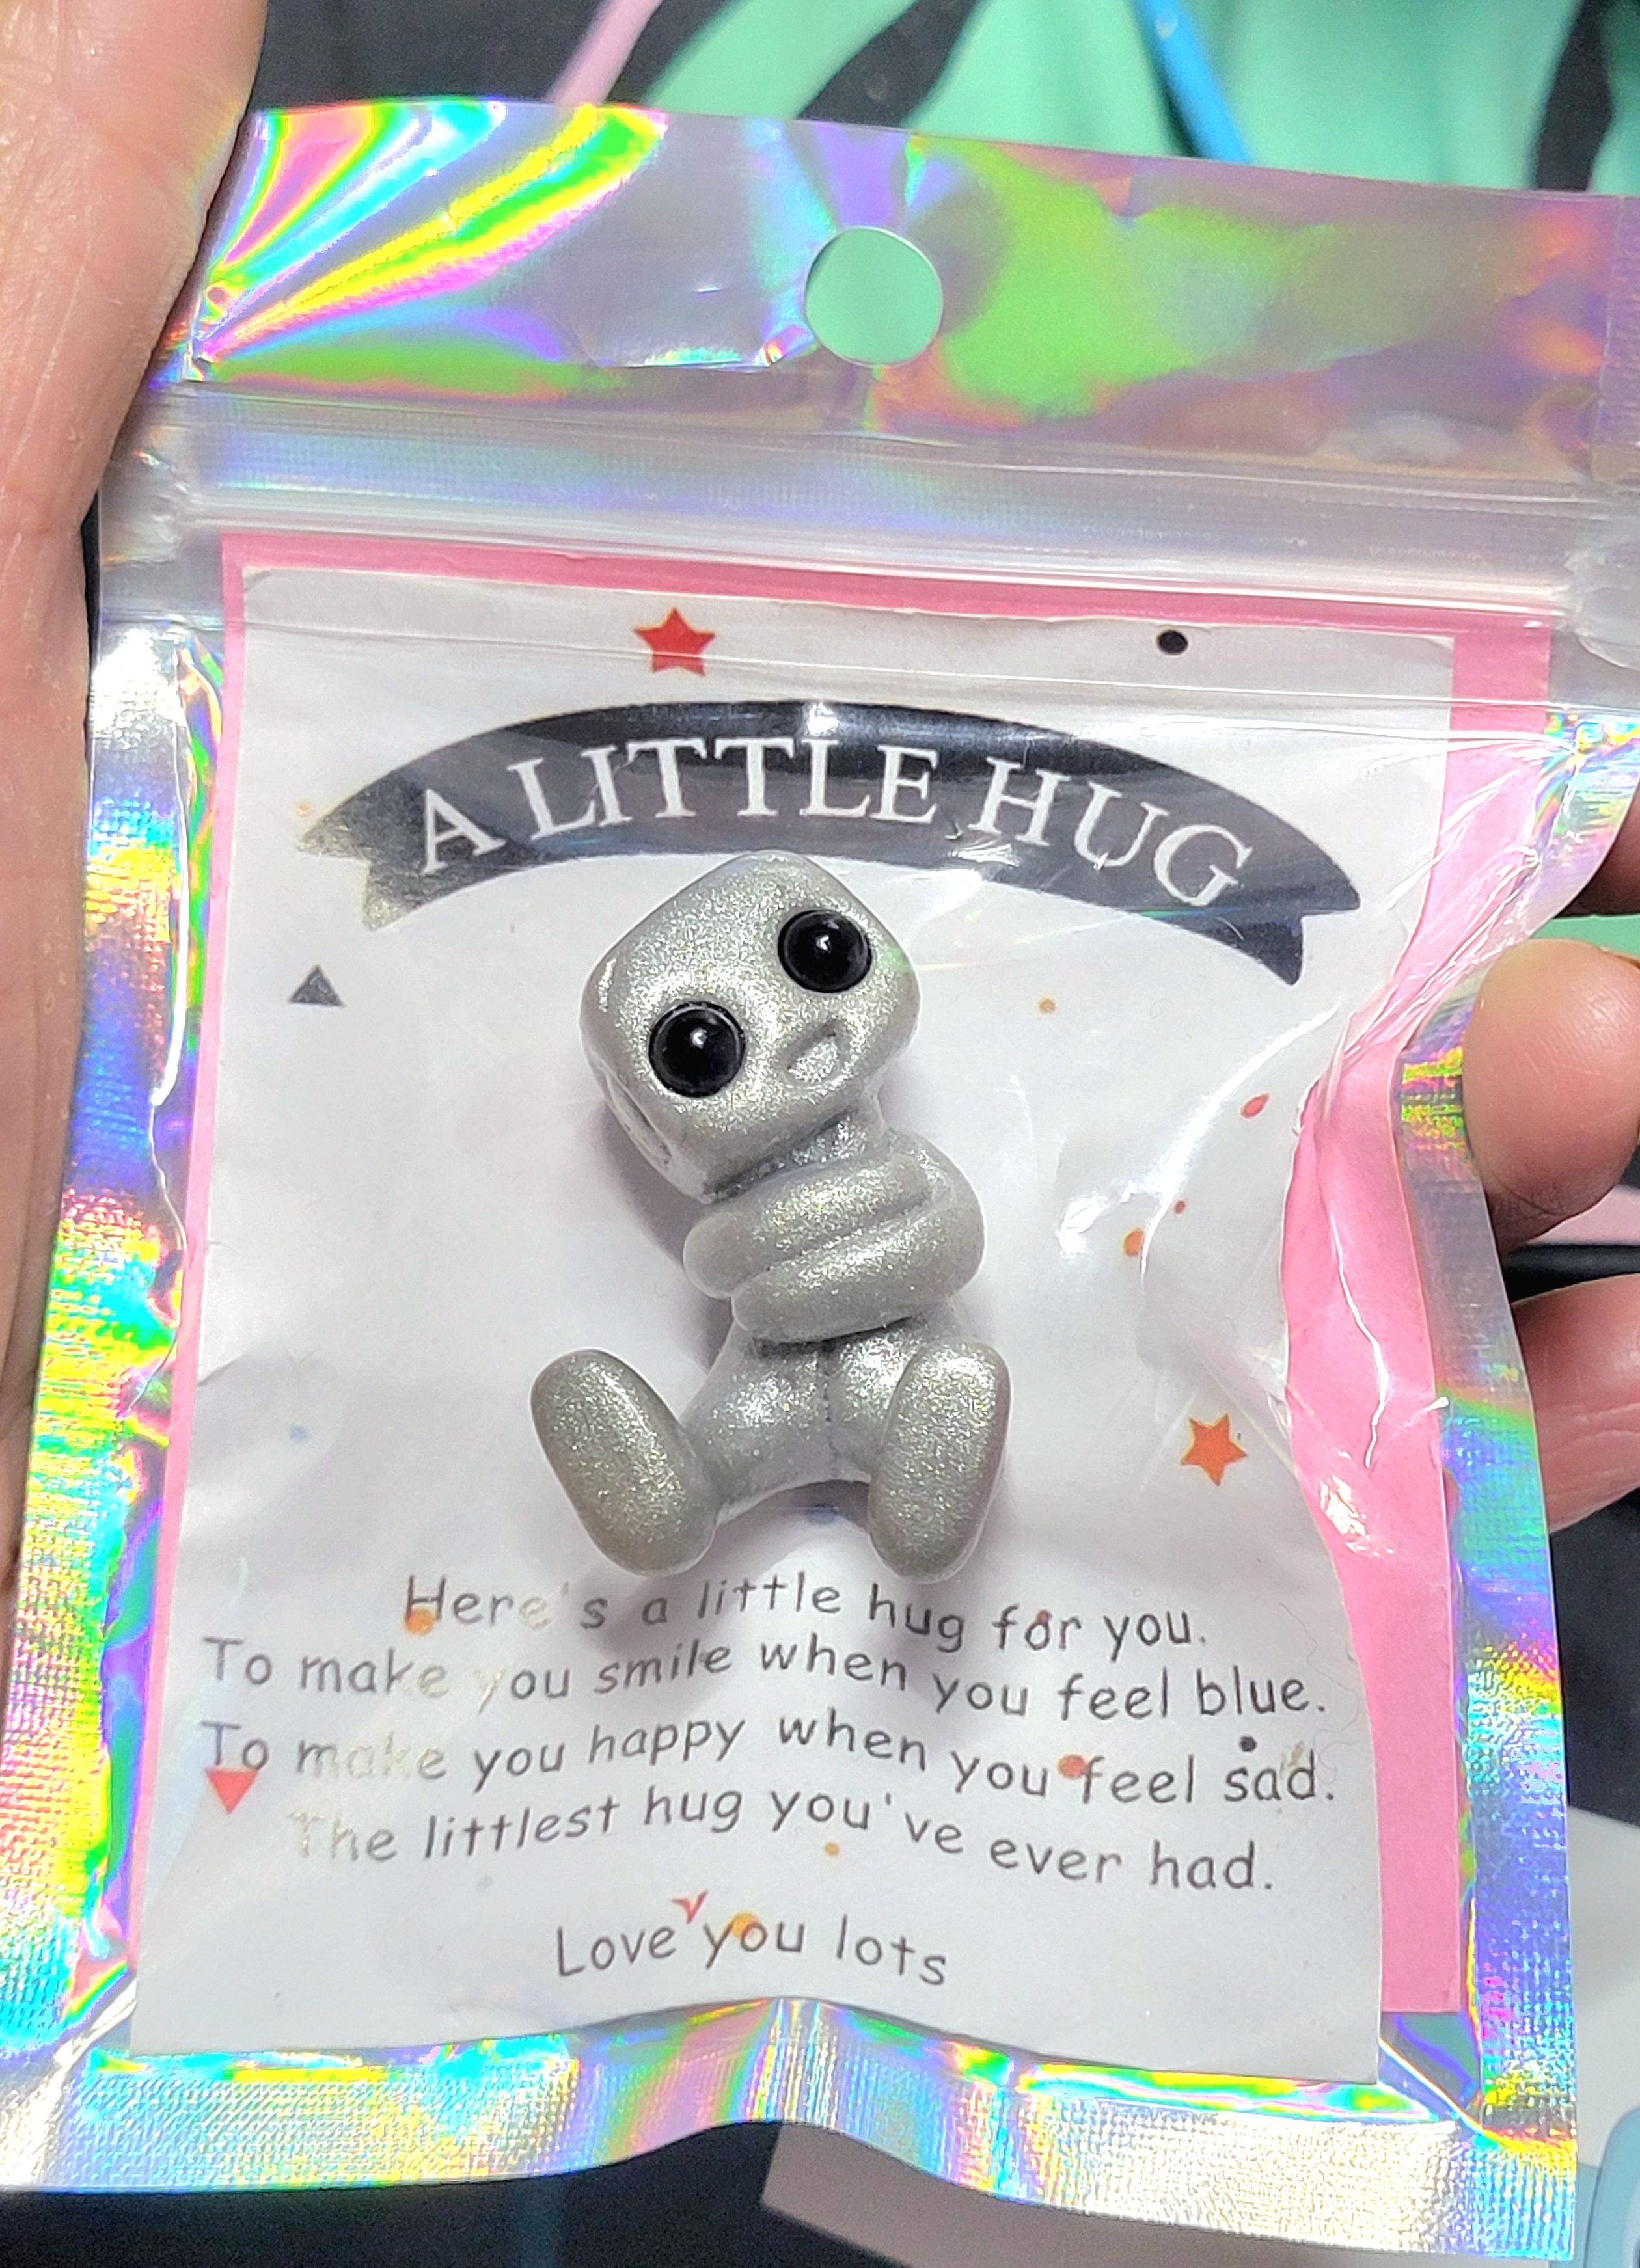 A LITTLE HUG
Here's a little hug for you.
To make you smile when you feel blue.
To make you happy when you feel sad.
The littlest hug you've ever had.
Love you lots